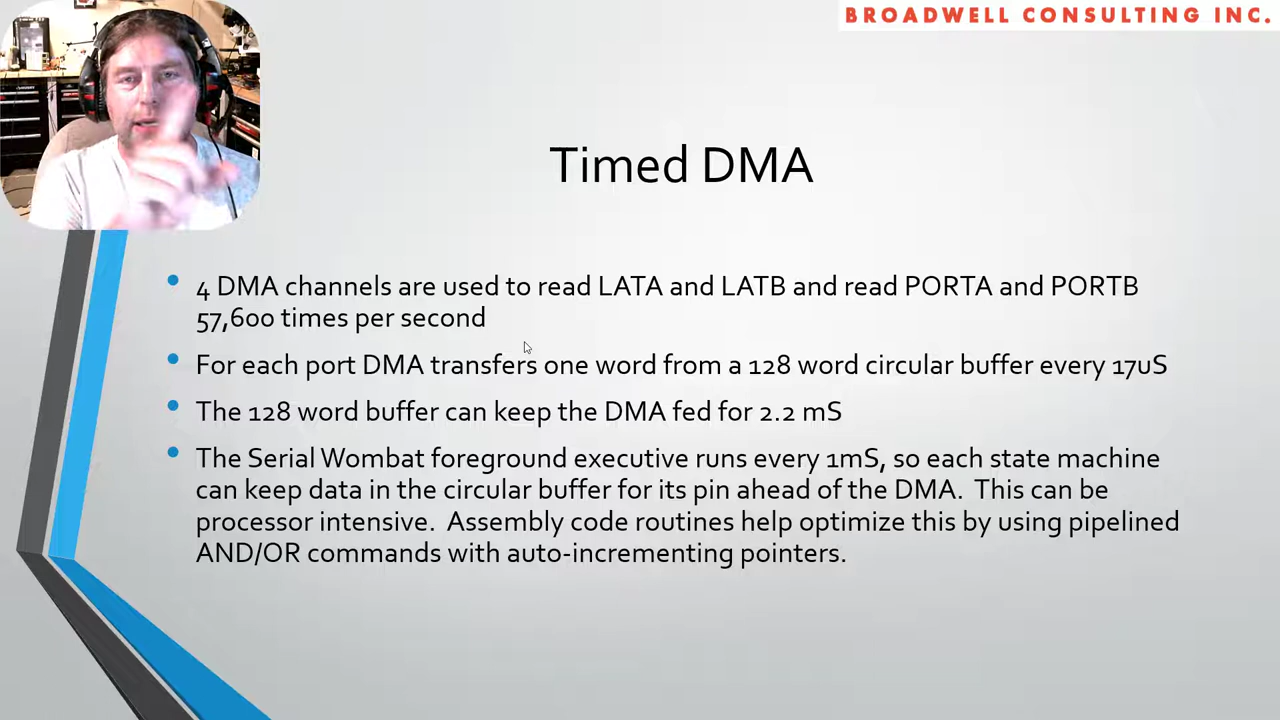 BROADWELL CONSULTING INC.
Timed DMA
4 DMA channels are used to read LATA and LATB and read PORTA and PORTB
57,600 times per second
For each port DMA transfers one word from a 128 word circular buffer every 17uS
The 128 word buffer can keep the DMA fed for 2.2 mS
The Serial Wombat foreground executive runs every 1mS, so each state machine
can keep data in the circular buffer for its pin ahead of the DMA. This can be
processor intensive. Assembly code routines help optimize this by using pipelined
AND/OR commands with auto-incrementing pointers.